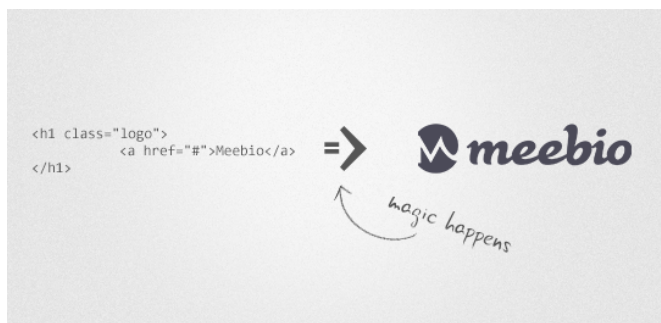 <h1 class="logo">
<a href="#">Meebio</a>
</h1>
=>
meebio
magic happens